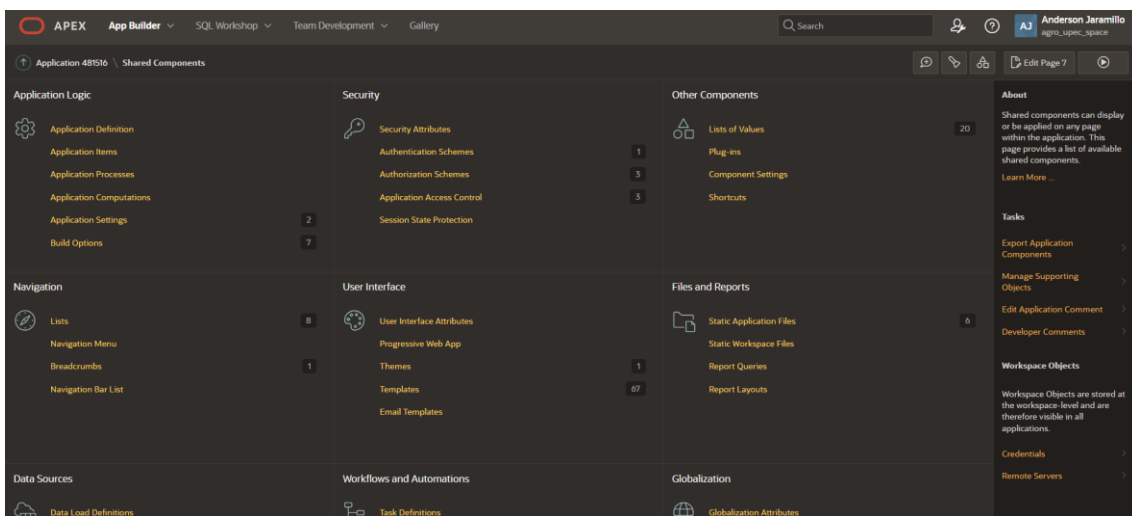 APEX App Builder SQL Workshop Team Development Gallery Search Anderson Jaramillo
AJ agro_upec_space
Application 481516 \ Shared Components Edit Page 7
Application Logic
Application Definition
Application Items
Application Processes
Application Computations
Application Settings 2
Build Options 7
Security
Security Attributes
Authentication Schemes 1
Authorization Schemes 3
Application Access Control 3
Session State Protection
Other Components
Lists of Values 20
Plug-ins
Component Settings
Shortcuts
Navigation
Lists 8
Navigation Menu
Breadcrumbs 1
Navigation Bar List
User Interface
User Interface Attributes
Progressive Web App
Themes 1
Templates 67
Email Templates
Files and Reports
Static Application Files 6
Static Workspace Files
Report Queries
Report Layouts
Data Sources
Data Load Definitions
Workflows and Automations
Task Definitions
Globalization
Globalization Attributes
About
Shared components can display
or be applied on any page
within the application. This
page provides a list of available
shared components.
Learn More ...
Tasks
Export Application
Components
Manage Supporting
Objects
Edit Application Comment
Developer Comments
Workspace Objects
Workspace Objects are stored at
the workspace-level and are
therefore visible in all
applications.
Credentials
Remote Servers